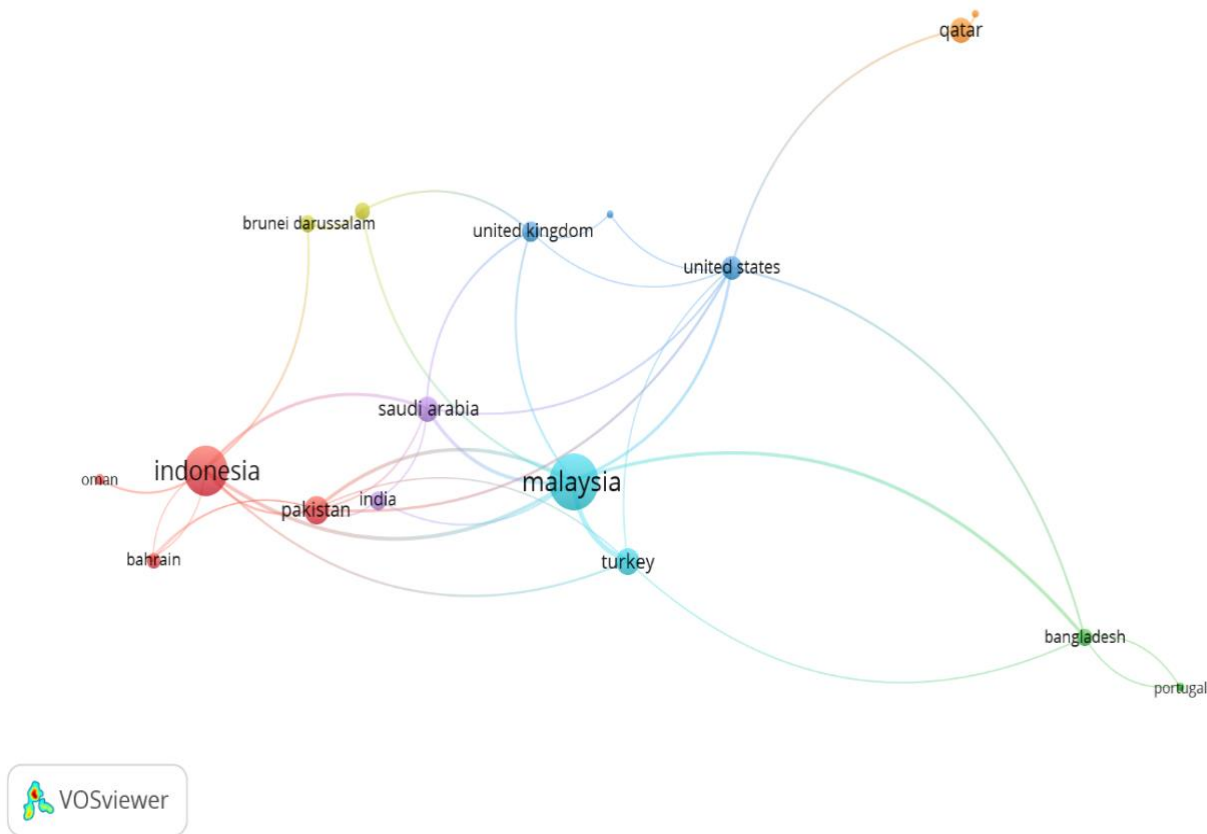 qatar
brunei darussalam
united kingdom
united states
saudi arabia
indonesia
oman
malaysia
india
pakistan
bahrain
turkey
bangladesh
portugal
VOSviewer